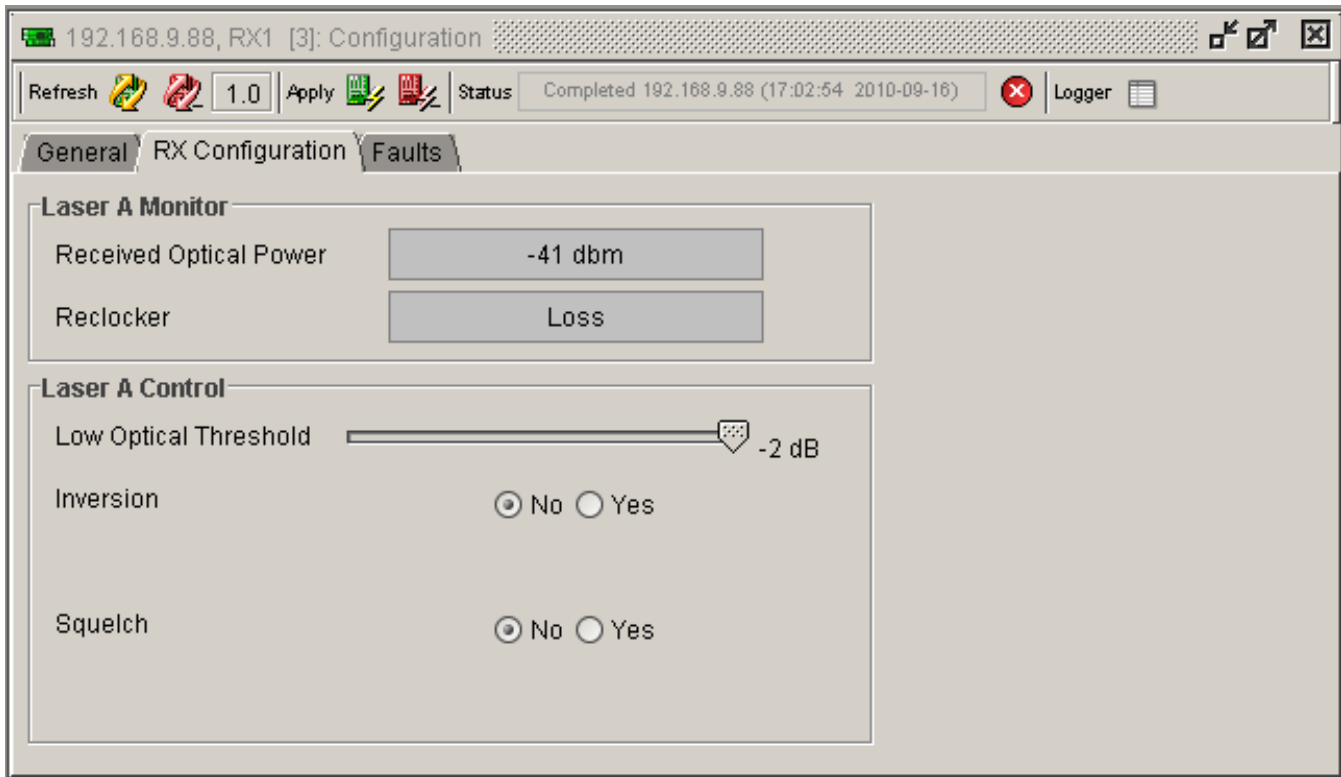 192.168.9.88, RX1 [3]: Configuration
Refresh 1.0 Apply Status Completed 192.168.9.88 (17:02:54 2010-09-16) Logger
General RX Configuration Faults
Laser A Monitor
Received Optical Power -41 dbm
Reclocker Loss
Laser A Control
Low Optical Threshold -2 dB
Inversion No Yes
Squelch No Yes